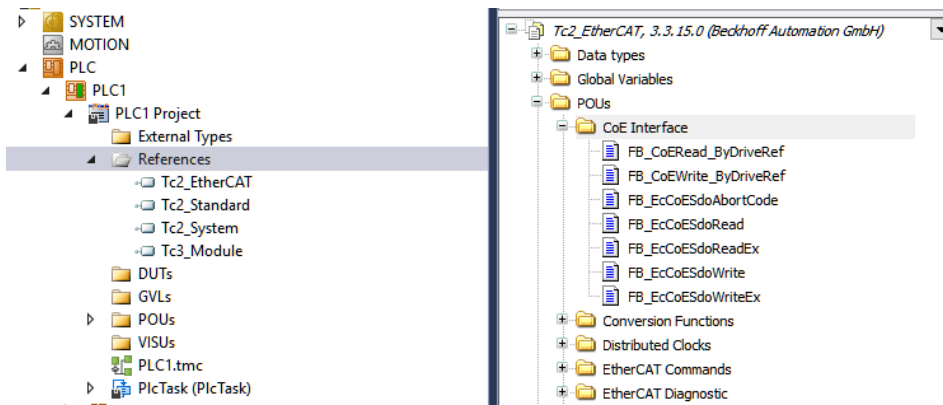 SYSTEM
MOTION
PLC
PLC1
PLC1 Project
External Types
References
Tc2_EtherCAT
Tc2_Standard
Tc2_System
Tc3_Module
DUTs
GVLs
POUs
VISUs
PLC1.tmc
PlcTask (PlcTask)
Tc2_EtherCAT, 3.3.15.0 (Beckhoff Automation GmbH)
Data types
Global Variables
POUs
CoE Interface
FB_CoERead_ByDriveRef
FB_CoEWrite_ByDriveRef
FB_EcCoESdoAbortCode
FB_EcCoESdoRead
FB_EcCoESdoReadEx
FB_EcCoESdoWrite
FB_EcCoESdoWriteEx
Conversion Functions
Distributed Clocks
EtherCAT Commands
EtherCAT Diagnostic